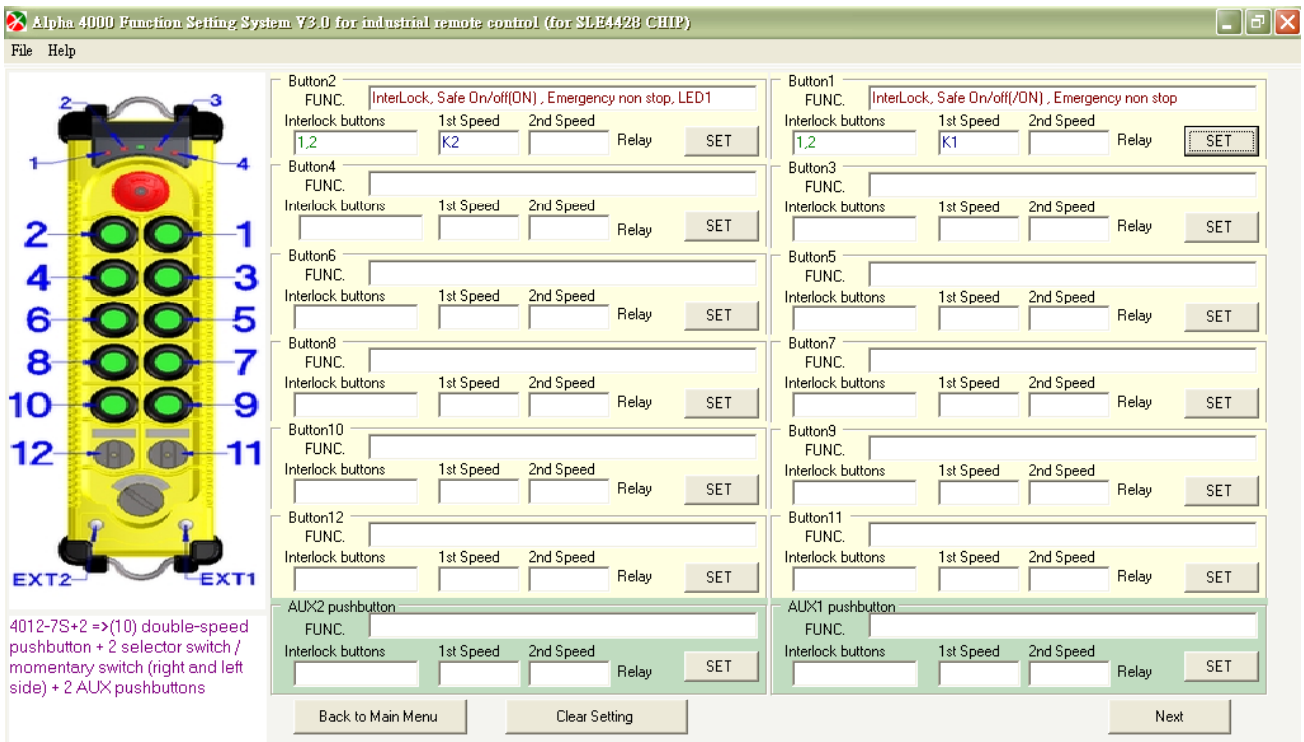 Alpha 4000 Function Setting System V3.0 for industrial remote control (for SLE4428 CHIP)
File Help
2 3
1 4
2 1
4 3
6 5
8 7
10 9
12 11
EXT2 EXT1
4012-7S+2 =>(10) double-speed
pushbutton + 2 selector switch /
momentary switch (right and left
side) + 2 AUX pushbuttons
Button2
FUNC. InterLock, Safe On/off(ON) , Emergency non stop, LED1
Interlock buttons 1st Speed 2nd Speed
1,2 K2 Relay SET
Button1
FUNC. InterLock, Safe On/off(/ON) , Emergency non stop
Interlock buttons 1st Speed 2nd Speed
1,2 K1 Relay SET
Button4
FUNC.
Interlock buttons 1st Speed 2nd Speed
Relay SET
Button3
FUNC.
Interlock buttons 1st Speed 2nd Speed
Relay SET
Button6
FUNC.
Interlock buttons 1st Speed 2nd Speed
Relay SET
Button5
FUNC.
Interlock buttons 1st Speed 2nd Speed
Relay SET
Button8
FUNC.
Interlock buttons 1st Speed 2nd Speed
Relay SET
Button7
FUNC.
Interlock buttons 1st Speed 2nd Speed
Relay SET
Button10
FUNC.
Interlock buttons 1st Speed 2nd Speed
Relay SET
Button9
FUNC.
Interlock buttons 1st Speed 2nd Speed
Relay SET
Button12
FUNC.
Interlock buttons 1st Speed 2nd Speed
Relay SET
Button11
FUNC.
Interlock buttons 1st Speed 2nd Speed
Relay SET
AUX2 pushbutton
FUNC.
Interlock buttons 1st Speed 2nd Speed
Relay SET
AUX1 pushbutton
FUNC.
Interlock buttons 1st Speed 2nd Speed
Relay SET
Back to Main Menu Clear Setting Next